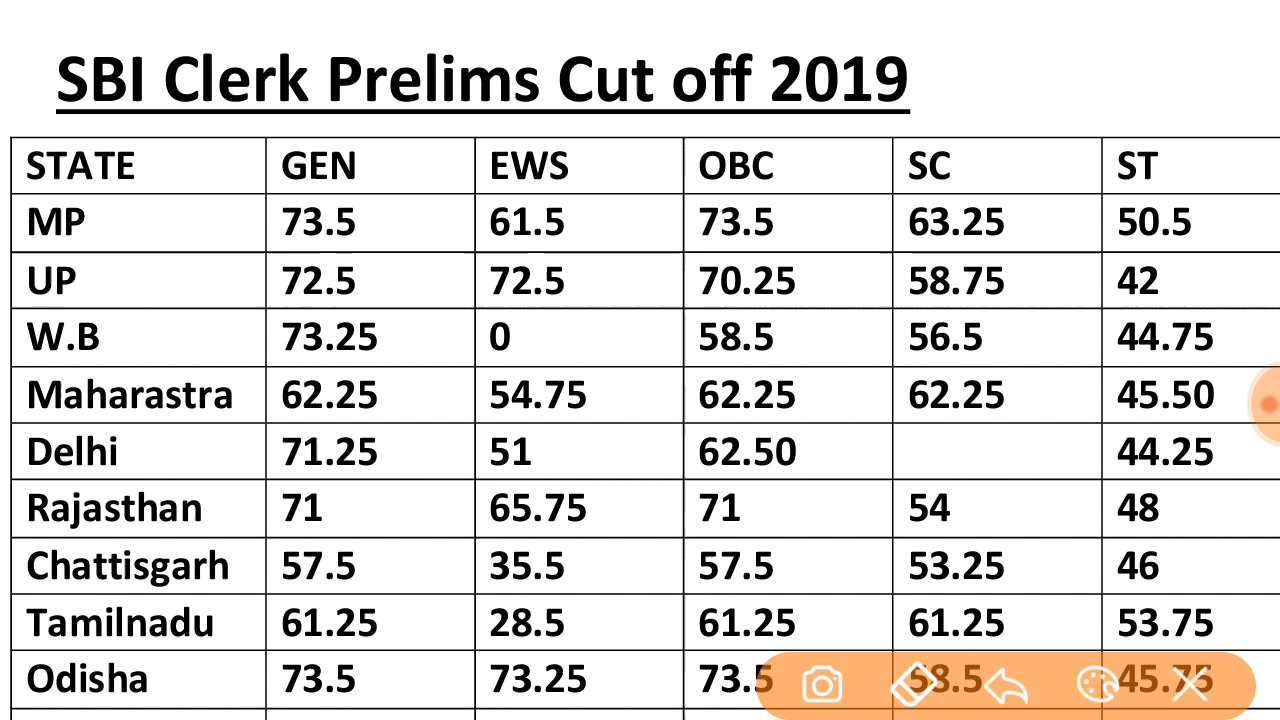 SBI Clerk Prelims Cut off 2019
STATE GEN EWS OBC SC ST
MP 73.5 61.5 73.5 63.25 50.5
UP 72.5 72.5 70.25 58.75 42
W.B 73.25 0 58.5 56.5 44.75
Maharastra 62.25 54.75 62.25 62.25 45.50
Delhi 71.25 51 62.50 44.25
Rajasthan 71 65.75 71 54 48
Chattisgarh 57.5 35.5 57.5 53.25 46
Tamilnadu 61.25 28.5 61.25 61.25 53.75
Odisha 73.5 73.25 73.5 58.5 45.75